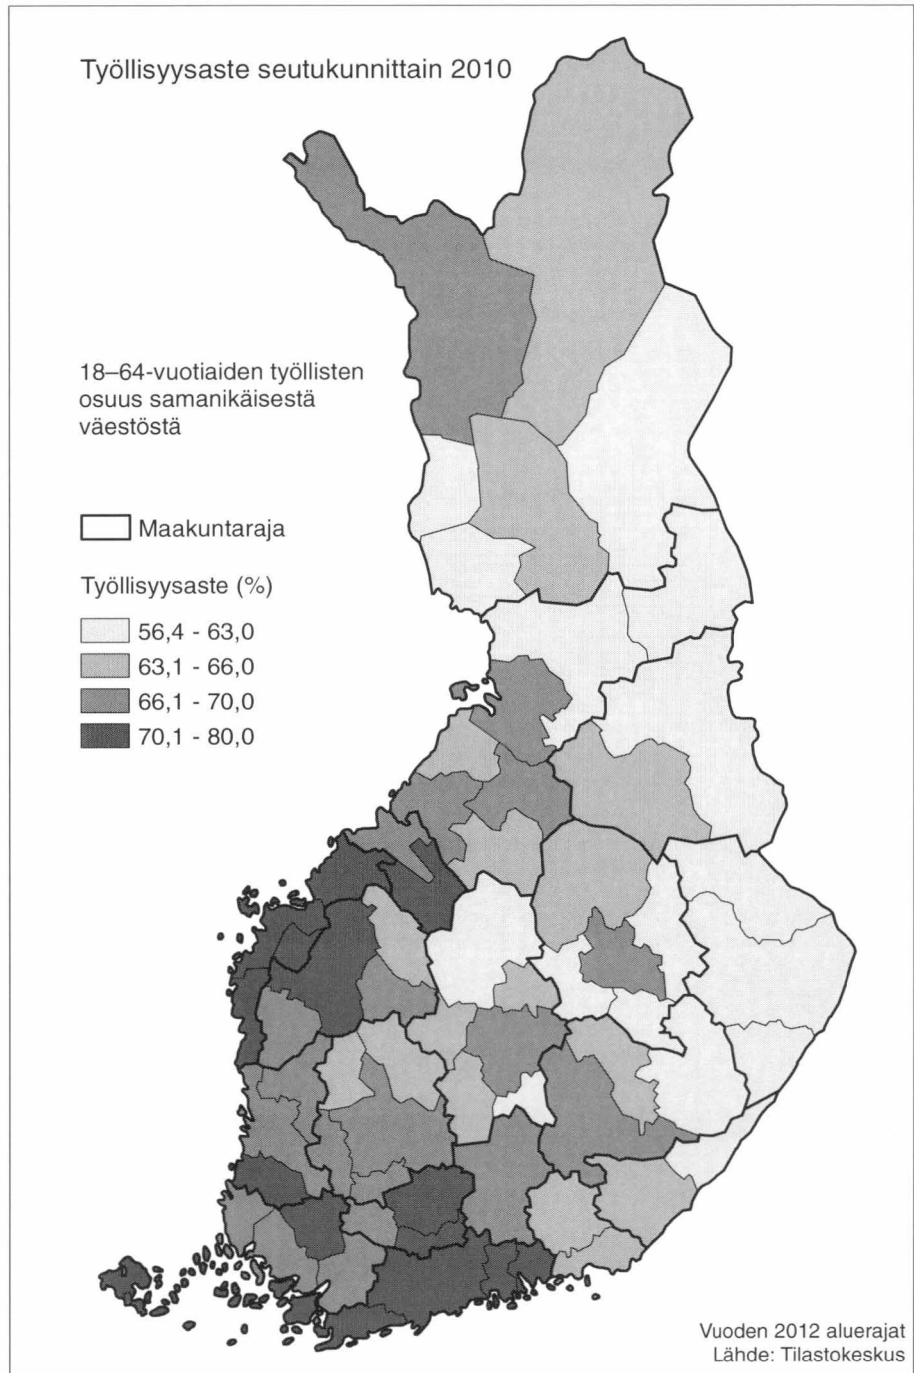 Työllisyysaste seutukunnittain 2010
18–64-vuotiaiden työllisten
osuus samanikäisestä
väestöstä
Maakuntaraja
Työllisyysaste (%)
56,4 - 63,0
63,1 - 66,0
66,1 - 70,0
70,1 - 80,0
Vuoden 2012 aluerajat
Lähde: Tilastokeskus